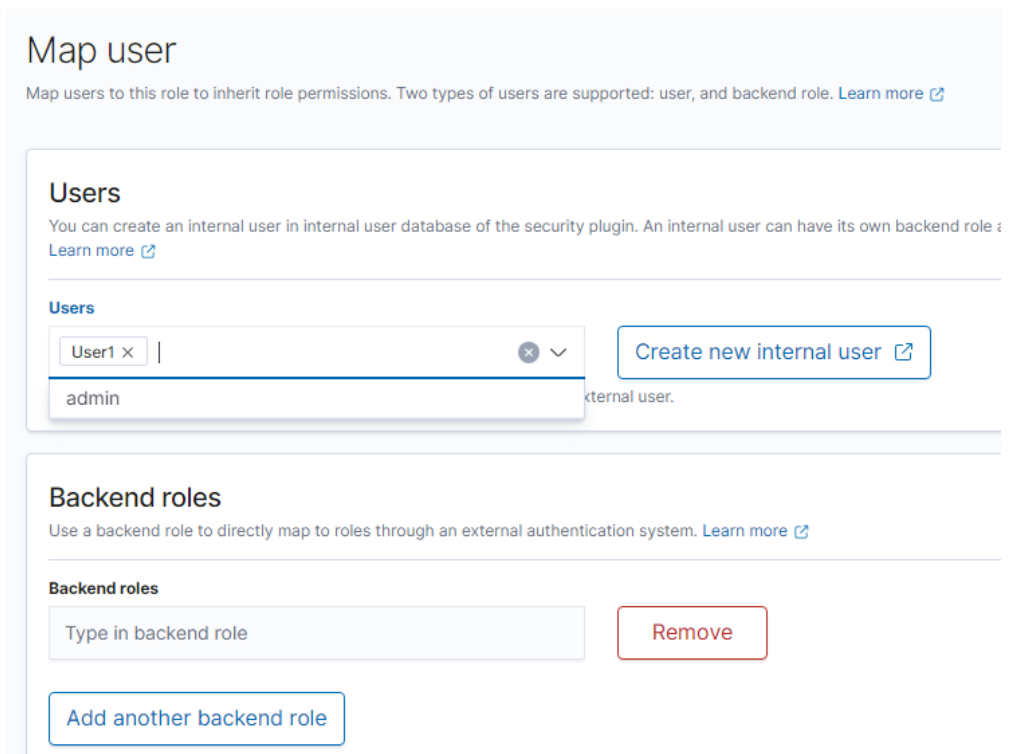 Map user
Map users to this role to inherit role permissions. Two types of users are supported: user, and backend role. Learn more
Users
You can create an internal user in internal user database of the security plugin. An internal user can have its own backend role
Learn more
Users
User1
Create new internal user
admin
xternal user.
Backend roles
Use a backend role to directly map to roles through an external authentication system. Learn more
Backend roles
Type in backend role
Remove
Add another backend role